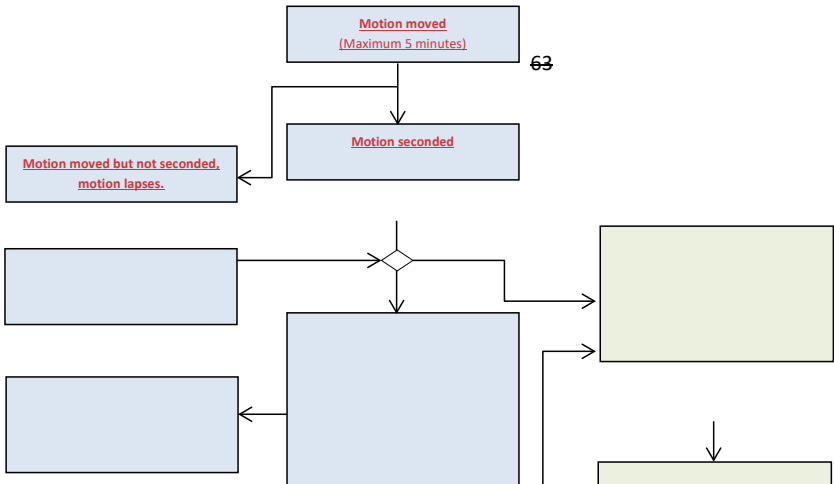 Motion moved
(Maximum 5 minutes)
63
Motion seconded
Motion moved but not seconded,
motion lapses.